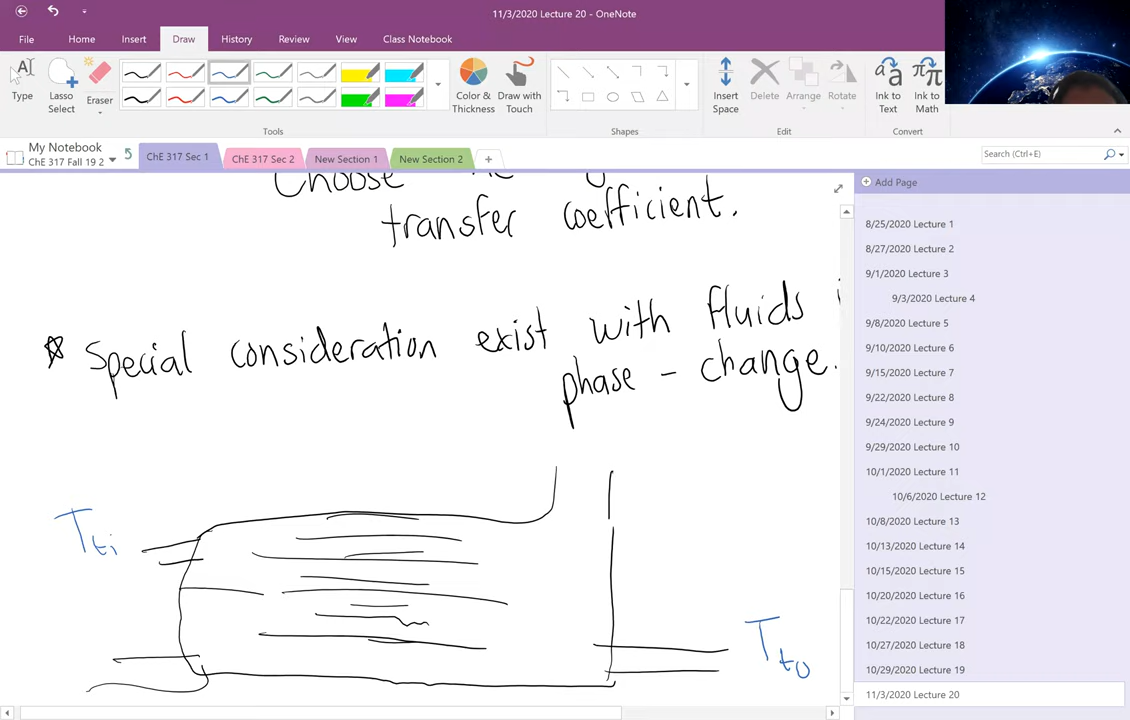 11/3/2020 Lecture 20 - OneNote
File Home Insert Draw History Review View Class Notebook
Type
Lasso Select
Eraser
Color & Thickness
Draw with Touch
Insert Space
Delete
Arrange
Rotate
Ink to Text
Ink to Math
Tools
Shapes
Edit
Convert
My Notebook
ChE 317 Fall 19 2
ChE 317 Sec 1
ChE 317 Sec 2
New Section 1
New Section 2
+
Search (Ctrl+E)
Add Page
8/25/2020 Lecture 1
8/27/2020 Lecture 2
9/1/2020 Lecture 3
9/3/2020 Lecture 4
9/8/2020 Lecture 5
9/10/2020 Lecture 6
9/15/2020 Lecture 7
9/22/2020 Lecture 8
9/24/2020 Lecture 9
9/29/2020 Lecture 10
10/1/2020 Lecture 11
10/6/2020 Lecture 12
10/8/2020 Lecture 13
10/13/2020 Lecture 14
10/15/2020 Lecture 15
10/20/2020 Lecture 16
10/22/2020 Lecture 17
10/27/2020 Lecture 18
10/29/2020 Lecture 19
11/3/2020 Lecture 20
Choose
transfer coefficient.
Special consideration exist with fluids
phase - change.
Tti
Tto